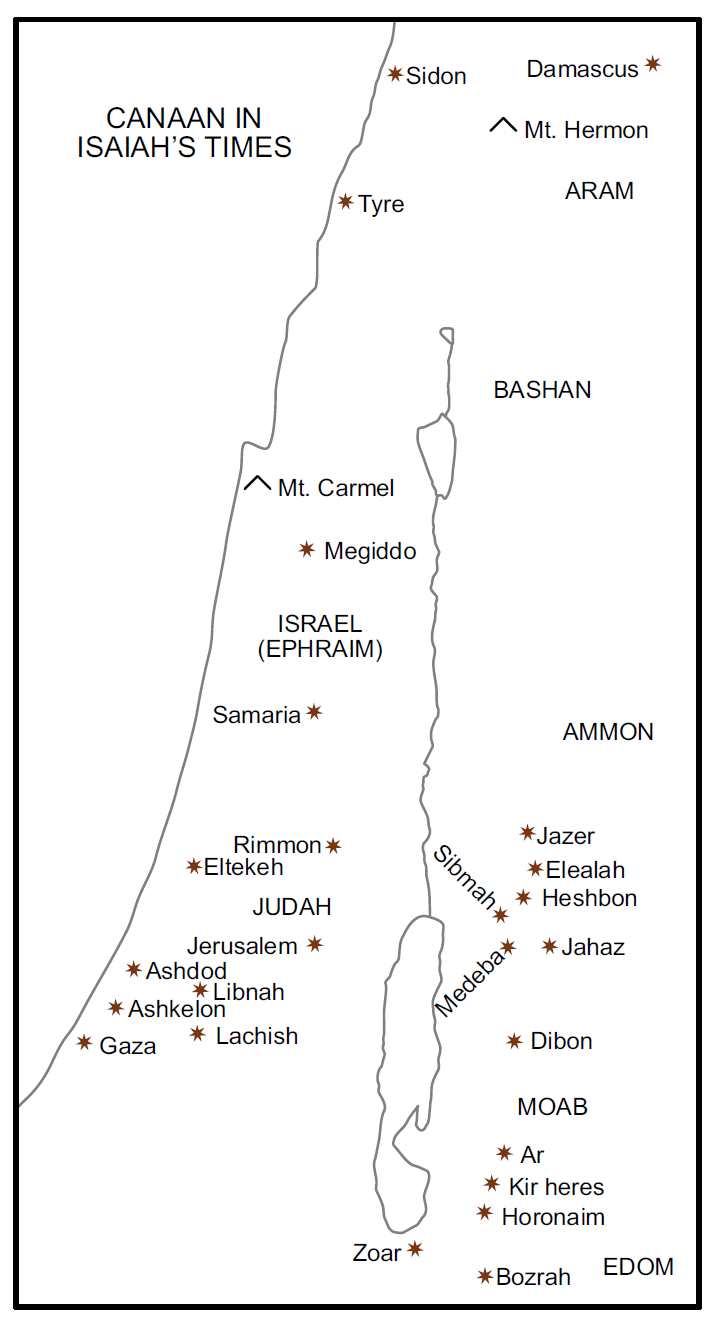 Sidon
Damascus
CANAAN IN
ISAIAH'S TIMES
Mt. Hermon
ARAM
Tyre
BASHAN
Mt. Carmel
Megiddo
ISRAEL
(EPHRAIM)
Samaria
AMMON
Jazer
Rimmon
Eltekeh
Elealah
Sibmah
Heshbon
JUDAH
Jerusalem
Jahaz
Medeba
Ashdod
Libnah
Ashkelon
Lachish
Gaza
Dibon
MOAB
Ar
Kir heres
Horonaim
Zoar
EDOM
Bozrah